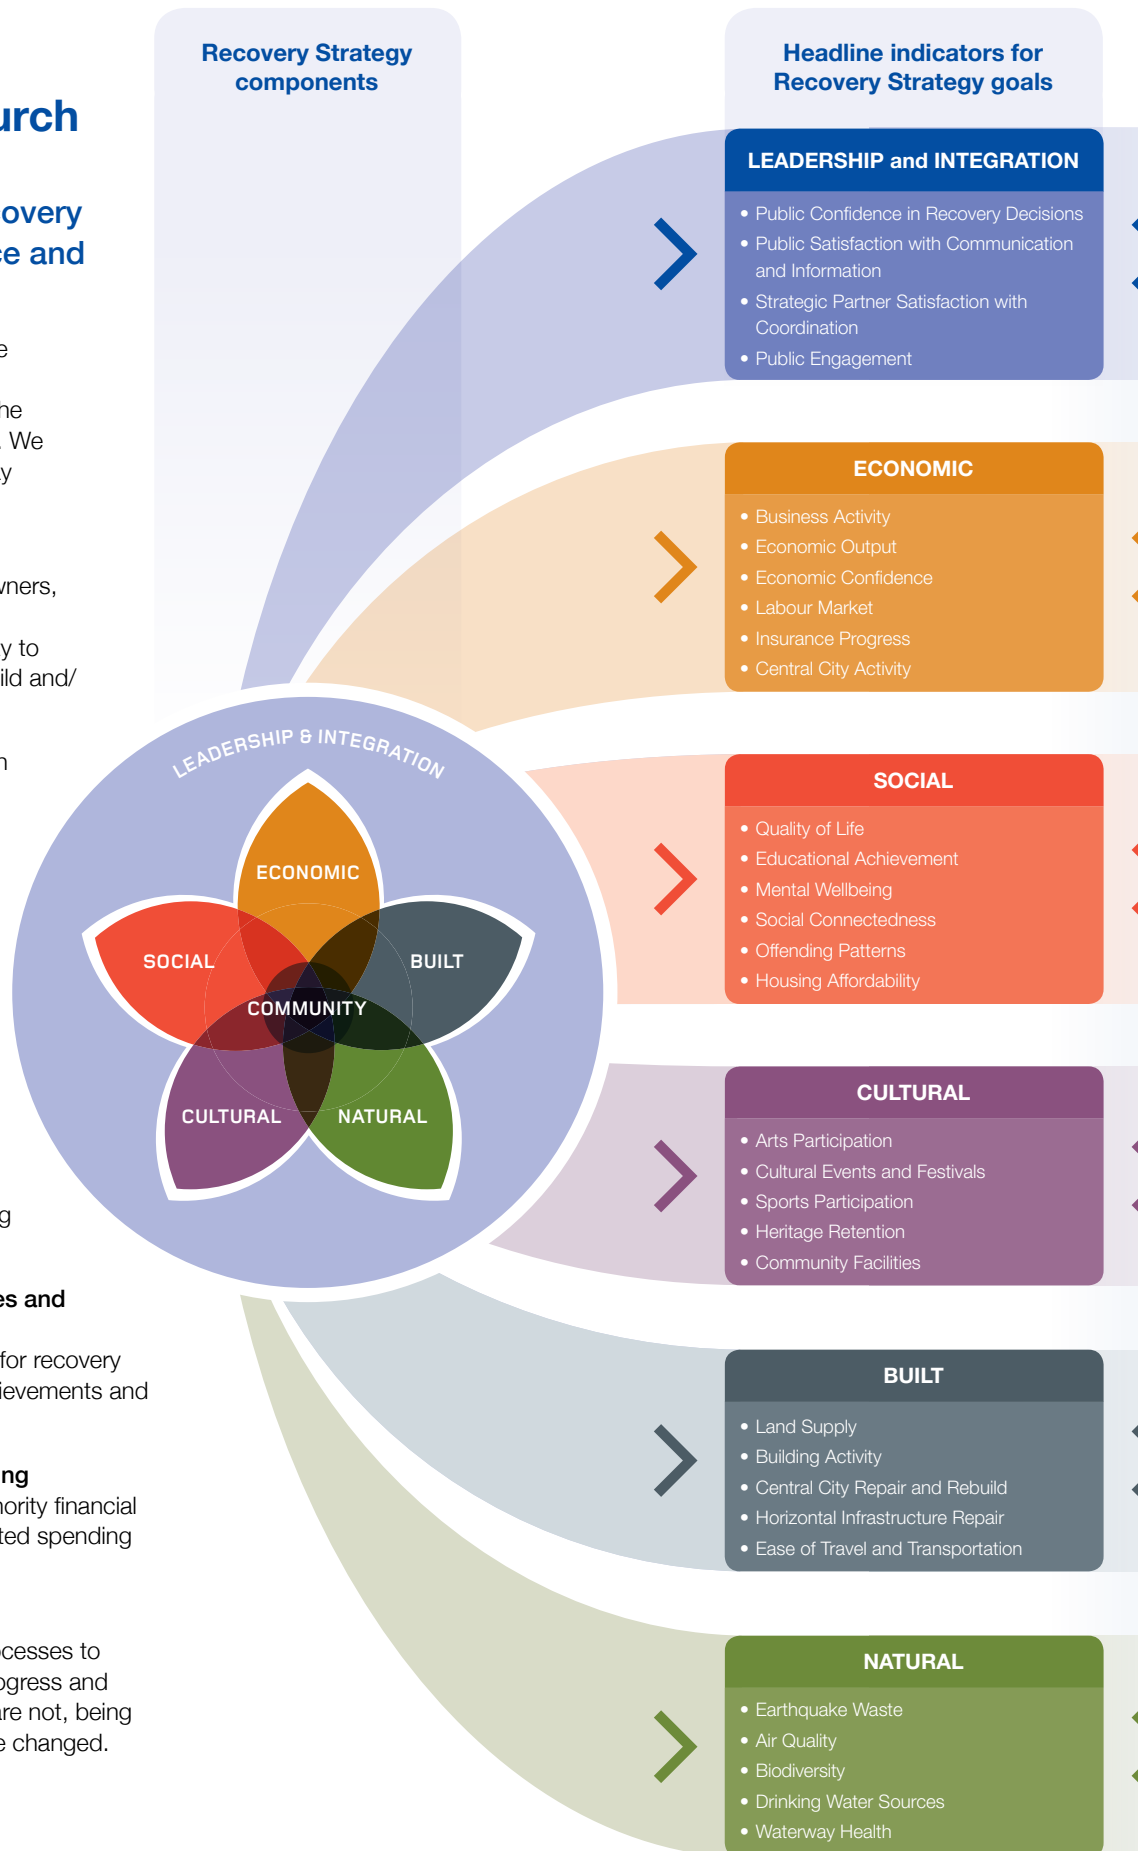 urch
overy
ce and
e
he
. We
y
wners,
y to
ild and/
n
g
es and
for recovery
ievements and
ng
hority financial
ted spending
ocesses to
ogress and
are not, being
e changed.
Recovery Strategy
components
LEADERSHIP & INTEGRATION
ECONOMIC
SOCIAL
BUILT
COMMUNITY
CULTURAL
NATURAL
Headline indicators for
Recovery Strategy goals
LEADERSHIP and INTEGRATION
• Public Confidence in Recovery Decisions
• Public Satisfaction with Communication
and Information
• Strategic Partner Satisfaction with
Coordination
• Public Engagement
ECONOMIC
• Business Activity
• Economic Output
• Economic Confidence
• Labour Market
• Insurance Progress
• Central City Activity
SOCIAL
• Quality of Life
• Educational Achievement
• Mental Wellbeing
• Social Connectedness
• Offending Patterns
• Housing Affordability
CULTURAL
• Arts Participation
• Cultural Events and Festivals
• Sports Participation
• Heritage Retention
• Community Facilities
BUILT
• Land Supply
• Building Activity
• Central City Repair and Rebuild
• Horizontal Infrastructure Repair
• Ease of Travel and Transportation
NATURAL
• Earthquake Waste
• Air Quality
• Biodiversity
• Drinking Water Sources
• Waterway Health